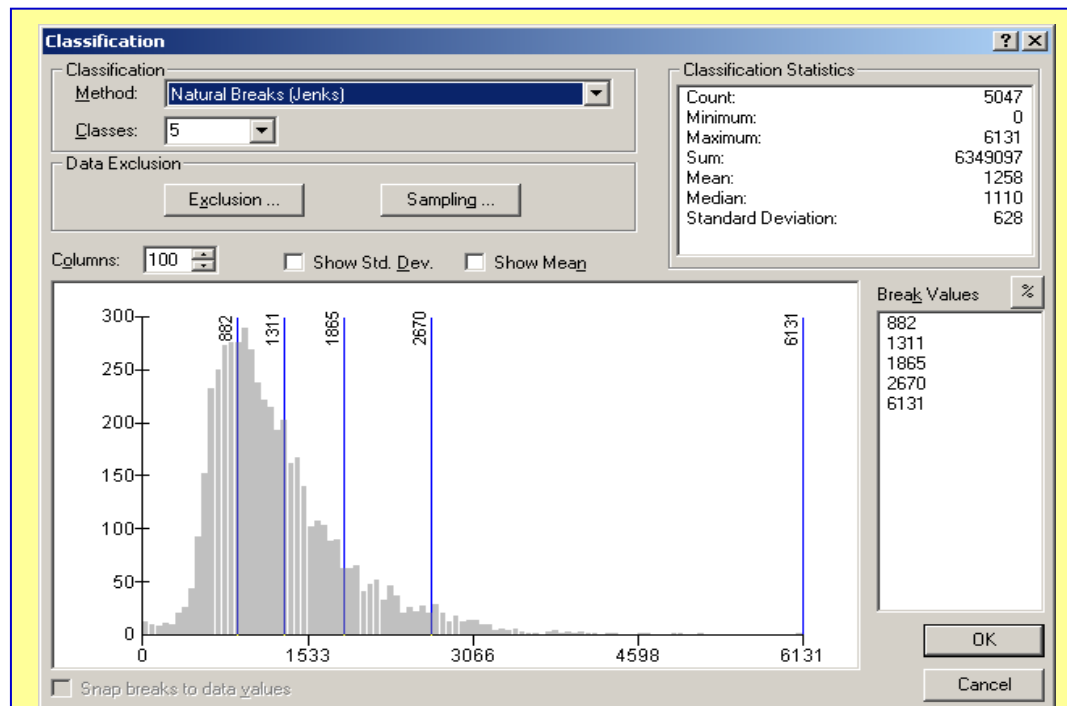 Classification
Classification
Method: Natural Breaks (Jenks)
Classes: 5
Data Exclusion
Exclusion ...
Sampling ...
Classification Statistics
Count: 5047
Minimum: 0
Maximum: 6131
Sum: 6349097
Mean: 1258
Median: 1110
Standard Deviation: 628
Columns: 100
Show Std. Dev.
Show Mean
Break Values
%
882
1311
1865
2670
6131
300
250
200
150
100
50
0
882
1311
1865
2670
6131
0 1533 3066 4598 6131
Snap breaks to data values
OK
Cancel